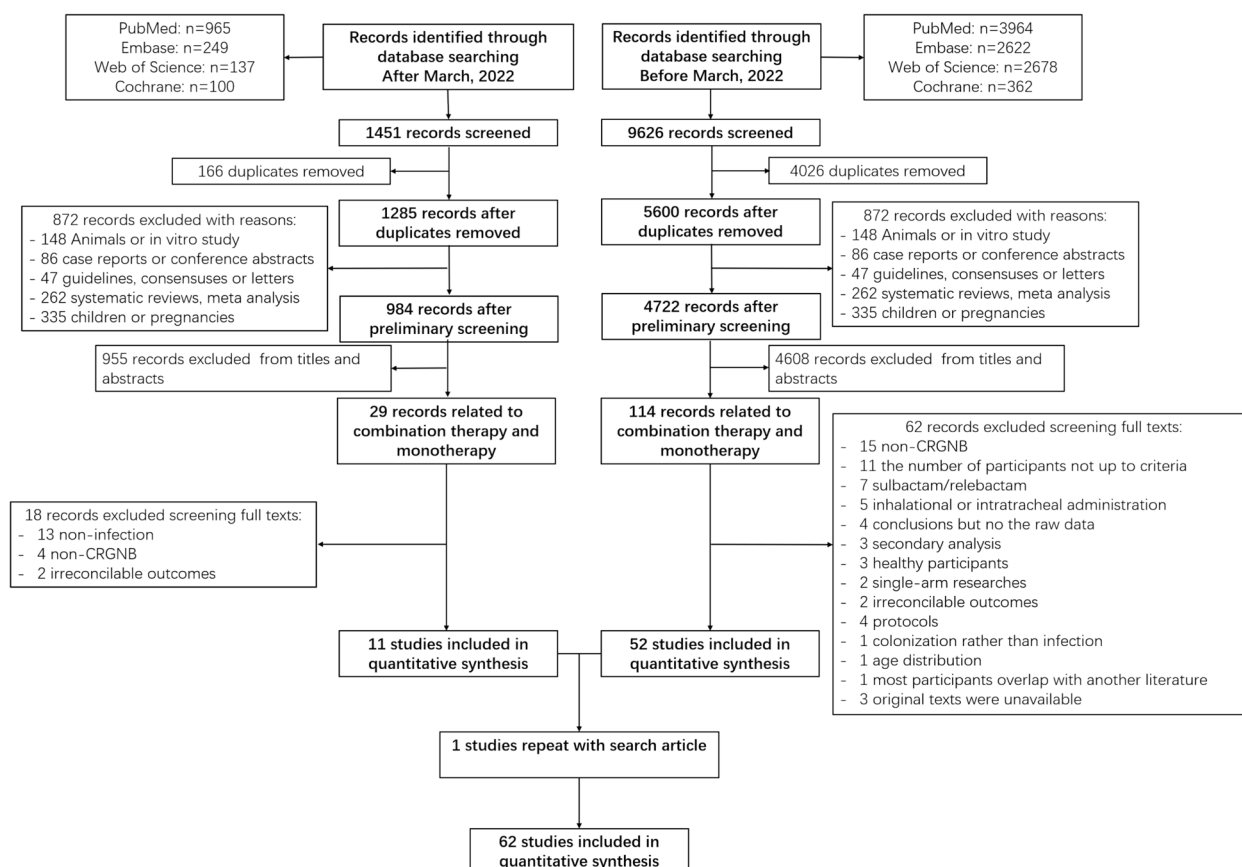 PubMed: n=965
Embase: n=249
Web of Science: n=137
Cochrane: n=100
Records identified through
database searching
After March, 2022
Records identified through
database searching
Before March, 2022
PubMed: n=3964
Embase: n=2622
Web of Science: n=2678
Cochrane: n=362
1451 records screened
9626 records screened
166 duplicates removed
4026 duplicates removed
872 records excluded with reasons:
- 148 Animals or in vitro study
- 86 case reports or conference abstracts
- 47 guidelines, consensuses or letters
- 262 systematic reviews, meta analysis
- 335 children or pregnancies
1285 records after
duplicates removed
5600 records after
duplicates removed
872 records excluded with reasons:
- 148 Animals or in vitro study
- 86 case reports or conference abstracts
- 47 guidelines, consensuses or letters
- 262 systematic reviews, meta analysis
- 335 children or pregnancies
984 records after
preliminary screening
4722 records after
preliminary screening
955 records excluded from titles and
abstracts
4608 records excluded from titles and
abstracts
29 records related to
combination therapy and
monotherapy
114 records related to
combination therapy and
monotherapy
62 records excluded screening full texts:
- 15 non-CRGNB
- 11 the number of participants not up to criteria
- 7 sulbactam/relebactam
- 5 inhalational or intratracheal administration
- 4 conclusions but no the raw data
- 3 secondary analysis
- 3 healthy participants
- 2 single-arm researches
- 2 irreconcilable outcomes
- 4 protocols
- 1 colonization rather than infection
- 1 age distribution
- 1 most participants overlap with another literature
- 3 original texts were unavailable
18 records excluded screening full texts:
- 13 non-infection
- 4 non-CRGNB
- 2 irreconcilable outcomes
11 studies included in
quantitative synthesis
52 studies included in
quantitative synthesis
1 studies repeat with search article
62 studies included in
quantitative synthesis